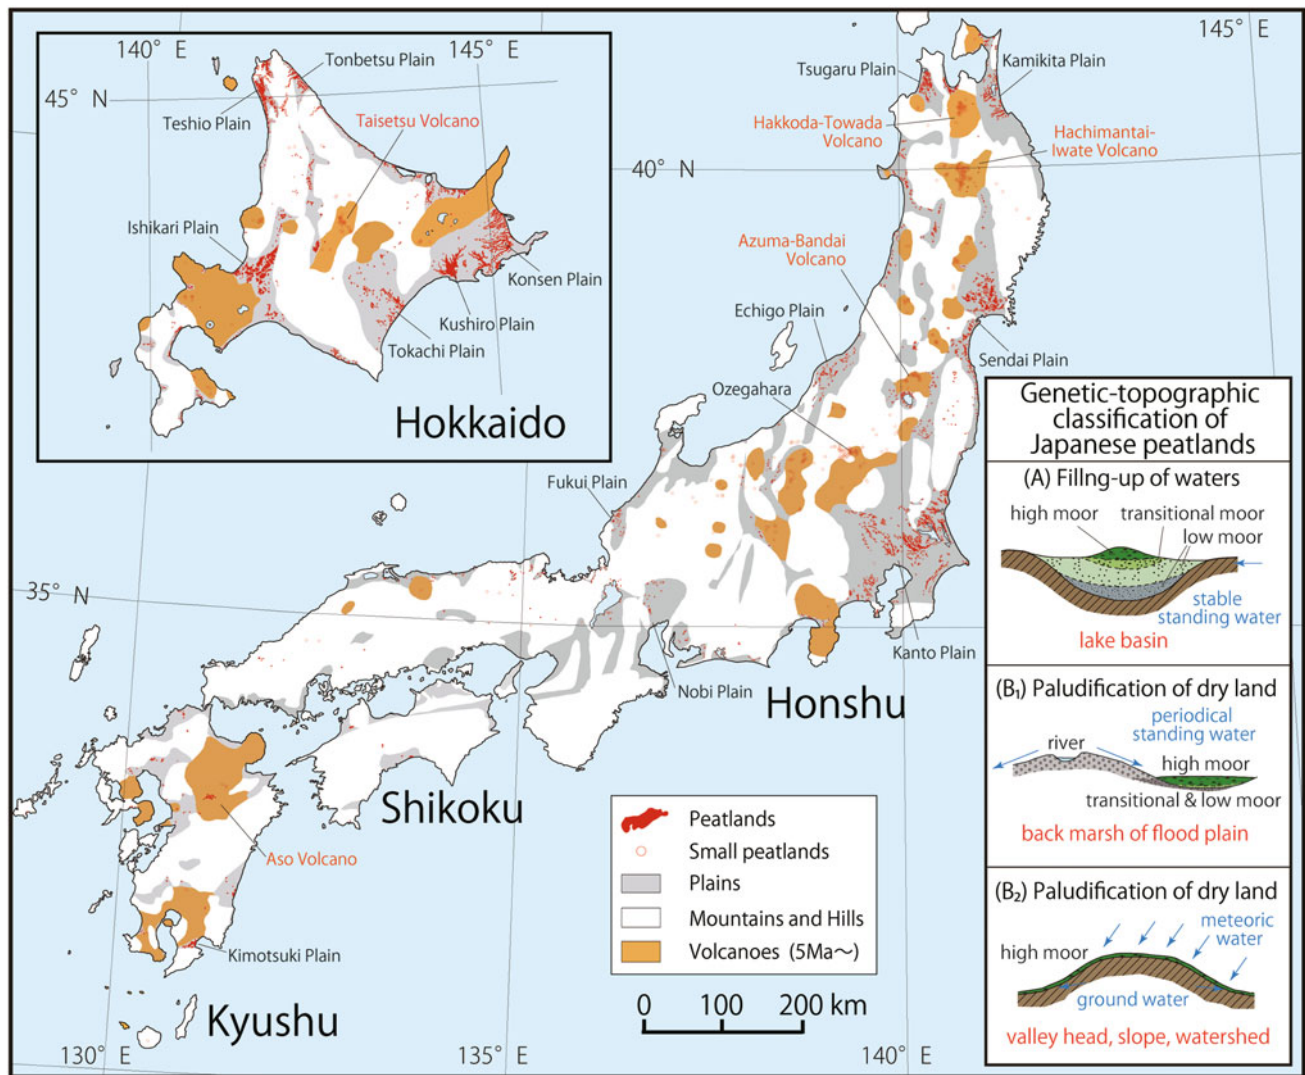 140° E
145° E
45° N
Tonbetsu Plain
Teshio Plain
Taisetsu Volcano
Ishikari Plain
Konsen Plain
Kushiro Plain
Tokachi Plain
Hokkaido
145° E
Tsugaru Plain
Kamikita Plain
Hakkoda-Towada
Volcano
Hachimantai-
Iwate Volcano
40° N
Azuma-Bandai
Volcano
Echigo Plain
Sendai Plain
Ozegahara
Fukui Plain
35° N
Kanto Plain
Nobi Plain
Honshu
Shikoku
Aso Volcano
Kimotsuki Plain
Kyushu
130° E
135° E
140° E
Peatlands
Small peatlands
Plains
Mountains and Hills
Volcanoes (5Ma~)
0 100 200 km
Genetic-topographic
classification of
Japanese peatlands
(A) Fillng-up of waters
high moor
transitional moor
low moor
stable
standing water
lake basin
(B₁) Paludification of dry land
periodical
standing water
river
high moor
transitional & low moor
back marsh of flood plain
(B₂) Paludification of dry land
meteoric
water
high moor
ground water
valley head, slope, watershed